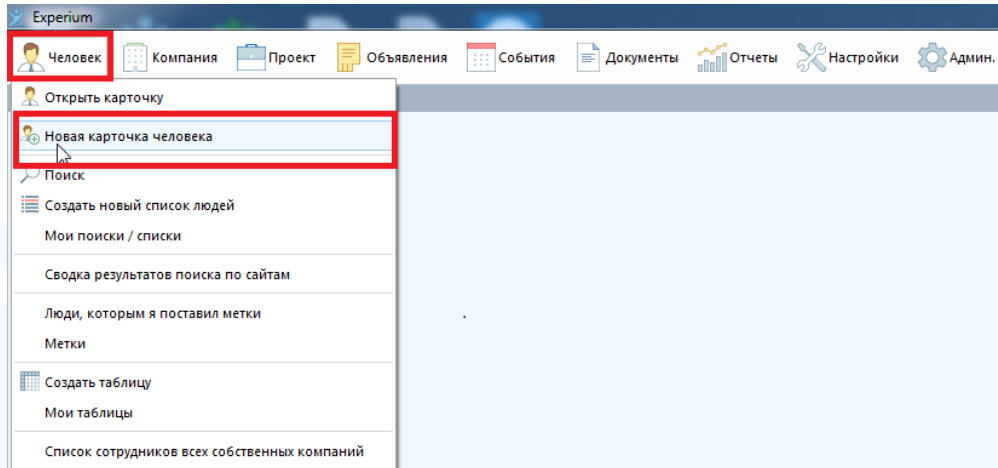 Experium
Человек Компания Проект Объявления События Документы Отчеты Настройки Админ.
Открыть карточку
Новая карточка человека
Поиск
Создать новый список людей
Мои поиски / списки
Сводка результатов поиска по сайтам
Люди, которым я поставил метки
Метки
Создать таблицу
Мои таблицы
Список сотрудников всех собственных компаний